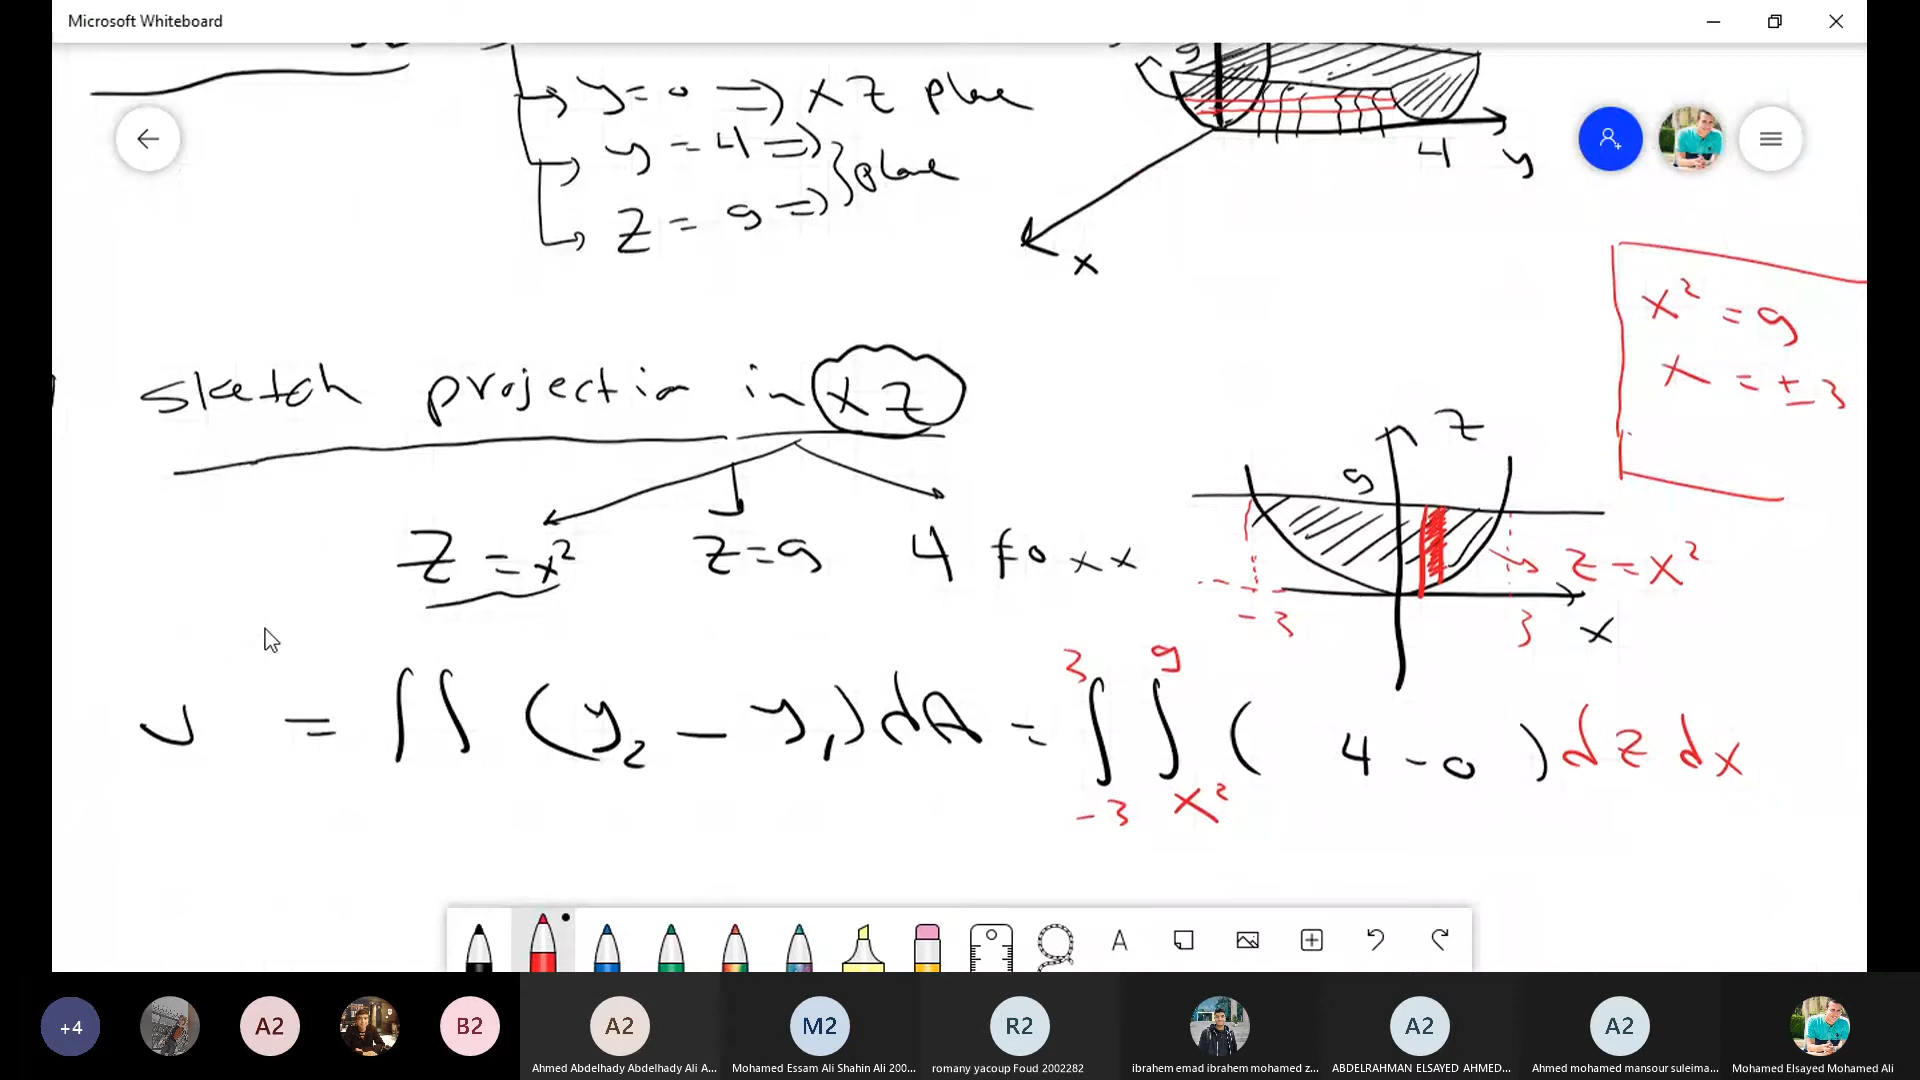 Microsoft Whiteboard
→ y = 0 ⇒ x z plane
→ y = 4 ⇒ } plane
→ z = 9 ⇒
9
4 y
x
x² = 9
x = ± 3
sketch projection in x z
z = x² z = 9 4 fo x x
z
9
z = x²
-3 3 x
v = ∫∫ (y₂ - y₁) dA = ∫₋₃³ ∫ₓ²⁹ ( 4 - 0 ) dz dx
A
+4 A2 B2 A2 M2 R2 A2 A2
Ahmed Abdelhady Abdelhady Ali A... Mohamed Essam Ali Shahin Ali 200... romany yacoup Foud 2002282 ibrahem emad ibrahem mohamed z... ABDELRAHMAN ELSAYED AHMED... Ahmed mohamed mansour suleima... Mohamed Elsayed Mohamed Ali